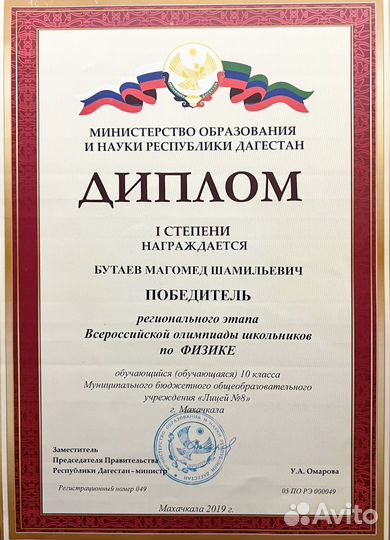 МИНИСТЕРСТВО ОБРАЗОВАНИЯ
И НАУКИ РЕСПУБЛИКИ ДАГЕСТАН
ДИПЛОМ
I СТЕПЕНИ
НАГРАЖДАЕТСЯ
БУТАЕВ МАГОМЕД ШАМИЛЬЕВИЧ
ПОБЕДИТЕЛЬ
регионального этапа
Всероссийской олимпиады школьников
по ФИЗИКЕ
обучающийся (обучающаяся) 10 класса
Муниципального бюджетного общеобразовательного
учреждения «Лицей №8»
г. Махачкала
Заместитель
Председателя Правительства
Республики Дагестан - министр
У.А. Омарова
Регистрационный номер 049
05 ПО РЭ 000049
Махачкала 2019 г.
Avito